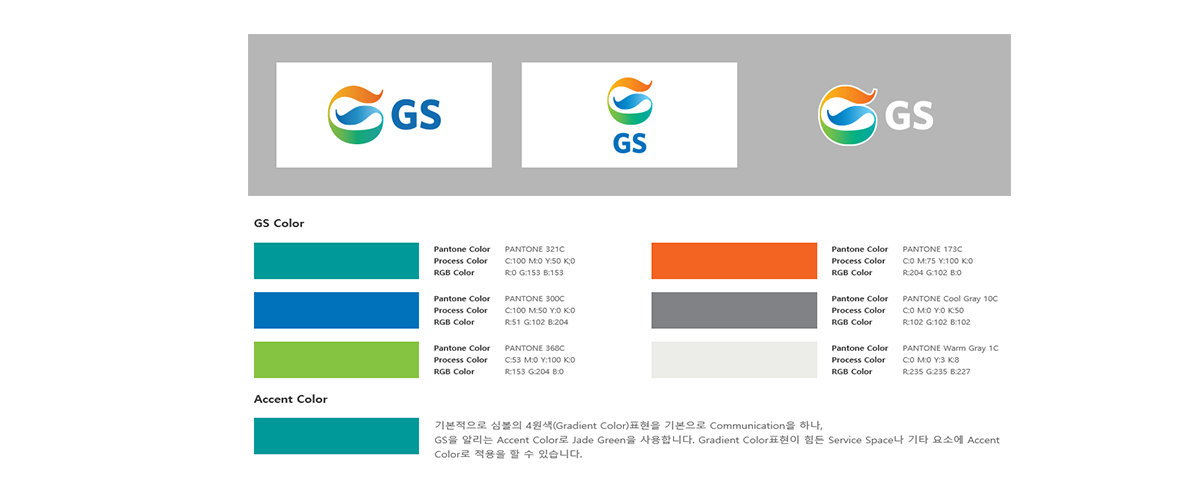 GS
GS
GS
GS Color
Pantone Color PANTONE 321C
Process Color C:100 M:0 Y:50 K;0
RGB Color R:0 G:153 B:153
Pantone Color PANTONE 173C
Process Color C:0 M:75 Y:100 K:0
RGB Color R:204 G:102 B:0
Pantone Color PANTONE 300C
Process Color C:100 M:50 Y:0 K:0
RGB Color R:51 G:102 B:204
Pantone Color PANTONE Cool Gray 10C
Process Color C:0 M:0 Y:0 K:50
RGB Color R:102 G:102 B:102
Pantone Color PANTONE 368C
Process Color C:53 M:0 Y:100 K:0
RGB Color R:153 G:204 B:0
Pantone Color PANTONE Warm Gray 1C
Process Color C:0 M:0 Y:3 K:8
RGB Color R:235 G:235 B:227
Accent Color
기본적으로 심볼의 4원색(Gradient Color)표현을 기본으로 Communication을 하나,
GS을 알리는 Accent Color로 Jade Green을 사용합니다. Gradient Color표현이 힘든 Service Space나 기타 요소에 Accent
Color로 적용을 할 수 있습니다.